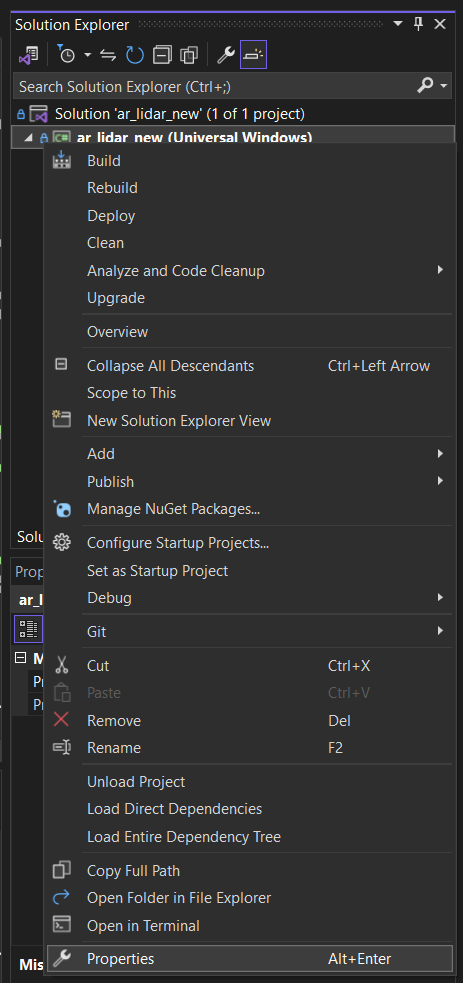 Solution Explorer
Search Solution Explorer (Ctrl+;)
Solution 'ar_lidar_new' (1 of 1 project)
C# ar_lidar_new (Universal Windows)
Build
Rebuild
Deploy
Clean
Analyze and Code Cleanup
Upgrade
Overview
Collapse All Descendants Ctrl+Left Arrow
Scope to This
New Solution Explorer View
Add
Publish
Manage NuGet Packages...
Solu
Configure Startup Projects...
Set as Startup Project
Prop
Debug
ar_l
Git
M
Cut Ctrl+X
Pr
Paste Ctrl+V
Pr
Remove Del
Rename F2
Unload Project
Load Direct Dependencies
Load Entire Dependency Tree
Copy Full Path
Open Folder in File Explorer
Open in Terminal
Mis
Properties Alt+Enter